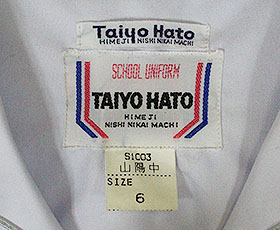 Taiyo Hato
HIMEJI NISHI NIKAI MACHI
SCHOOL UNIFORM
TAIYO HATO
HIMEJI
NISHI NIKAI MACHI
S1003
山陽中
SIZE
6